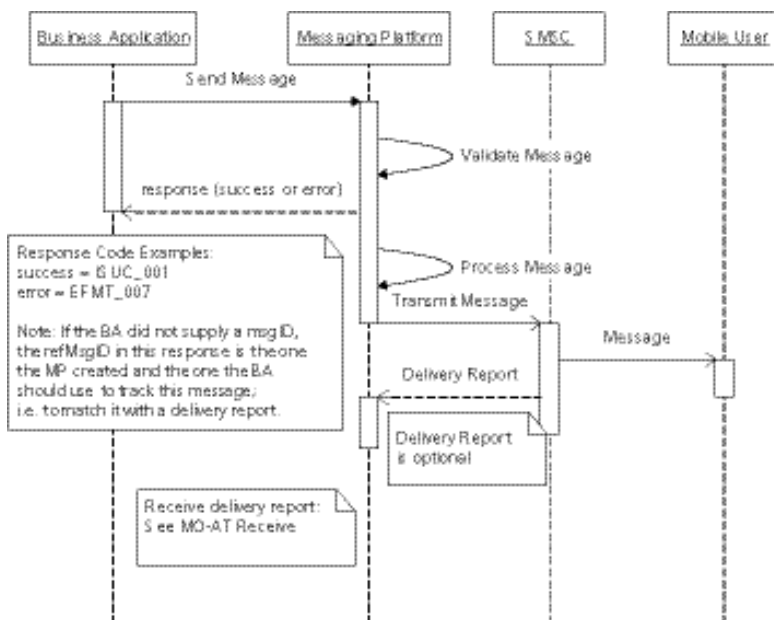 Business Application
Messaging Platform
SMSC
Mobile User
Send Message
Validate Message
response (success or error)
Response Code Examples:
success = ISUC_001
error = EFMT_007
Note: If the BA did not supply a msgID,
the refMsgID in this response is the one
the MP created and the one the BA
should use to track this message;
i.e. to match it with a delivery report.
Process Message
Transmit Message
Message
Delivery Report
Delivery Report
is optional
Receive delivery report:
See MO-AT Receive